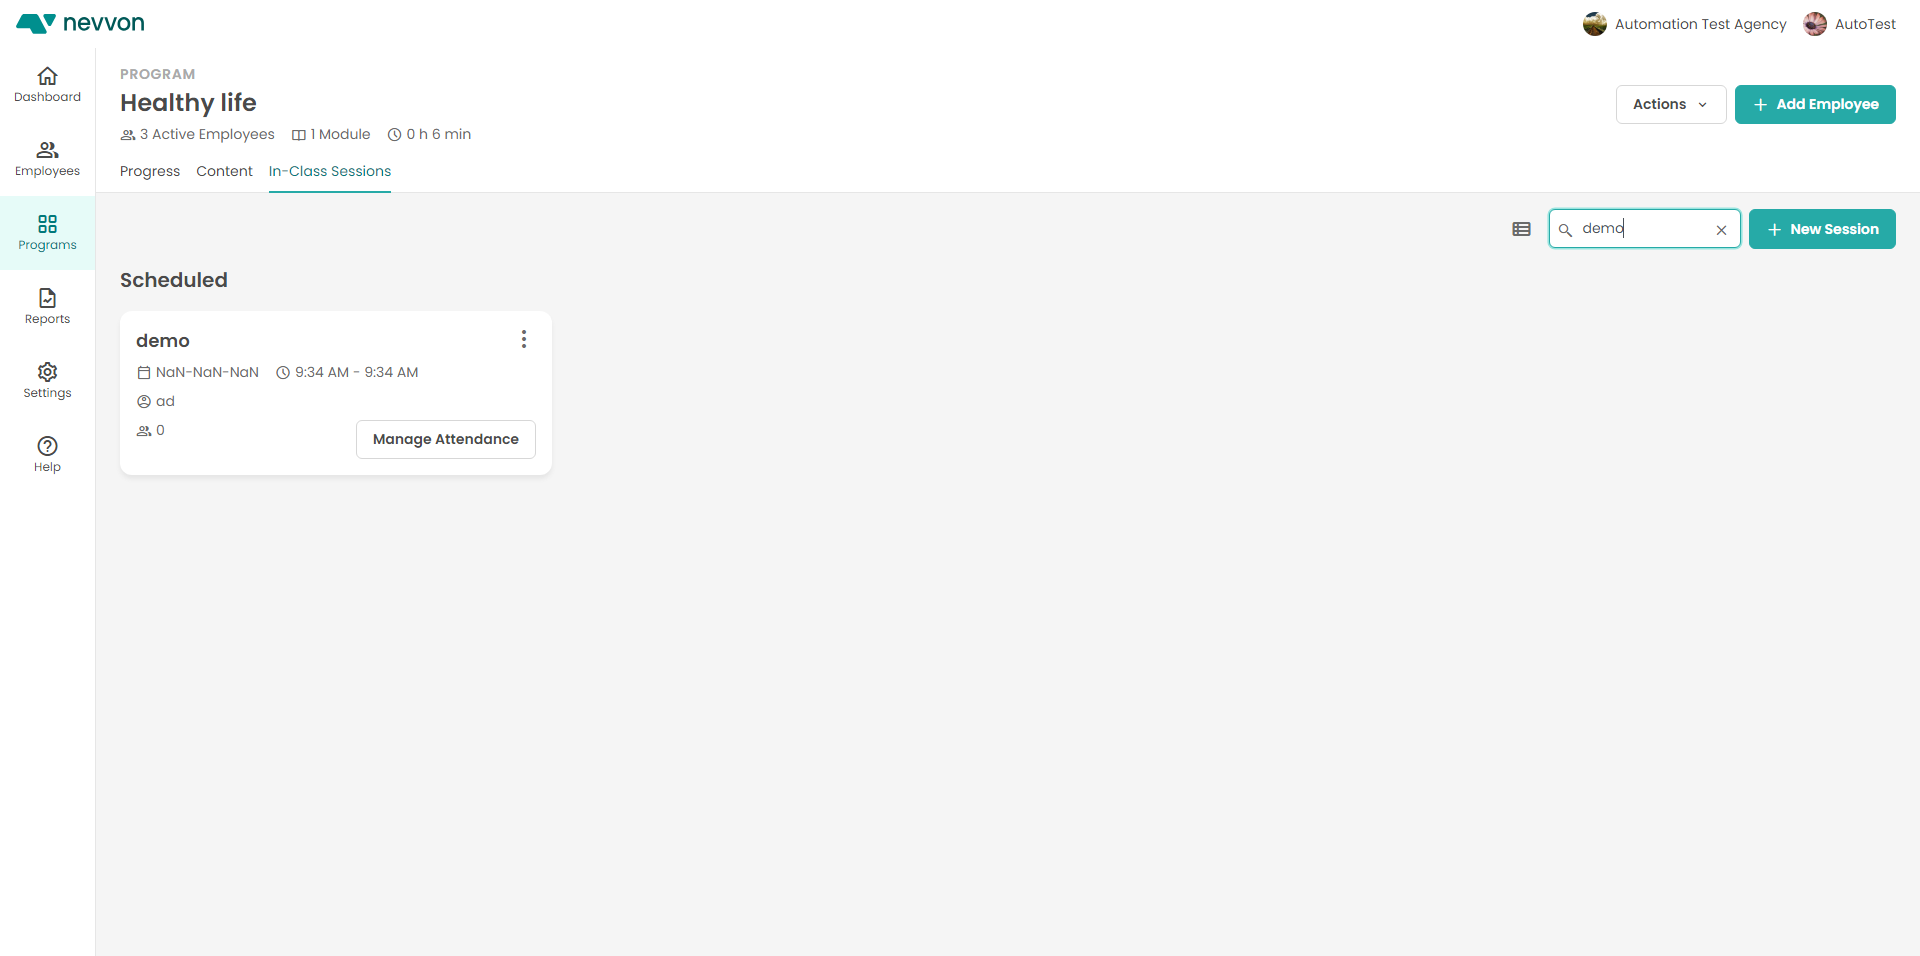 nevvon
Automation Test Agency
AutoTest
Dashboard
Employees
Programs
Reports
Settings
Help
PROGRAM
Healthy life
3 Active Employees 1 Module 0 h 6 min
Actions
Add Employee
Progress Content In-Class Sessions
demo
New Session
Scheduled
demo
NaN-NaN-NaN 9:34 AM - 9:34 AM
ad
0
Manage Attendance